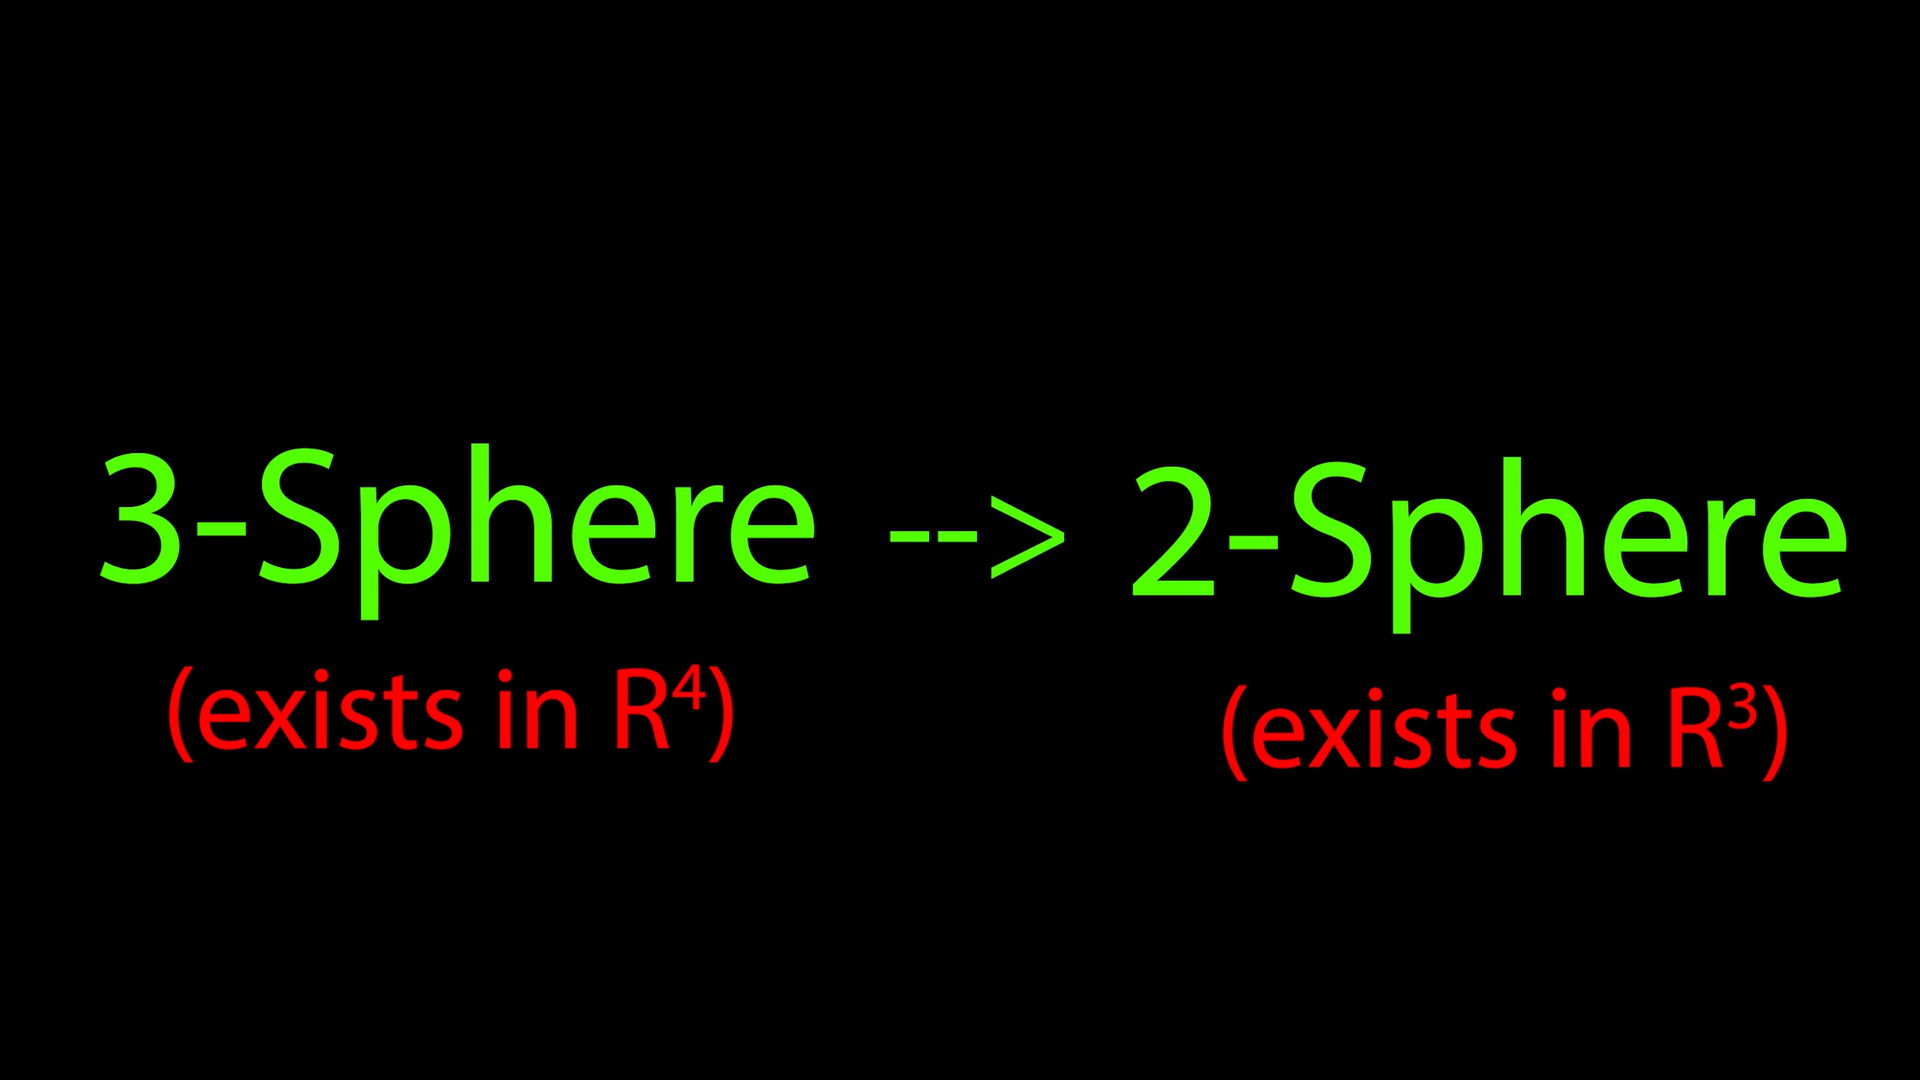 3-Sphere --> 2-Sphere
(exists in R⁴) (exists in R³)